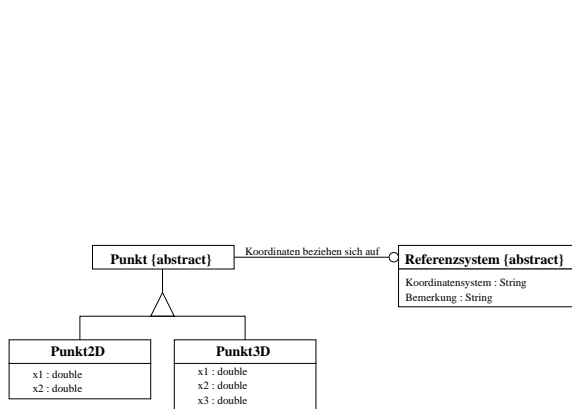 Punkt {abstract}
Koordinaten beziehen sich auf
Referenzsystem {abstract}
Koordinatensystem : String
Bemerkung : String
Punkt2D
x1 : double
x2 : double
Punkt3D
x1 : double
x2 : double
x3 : double